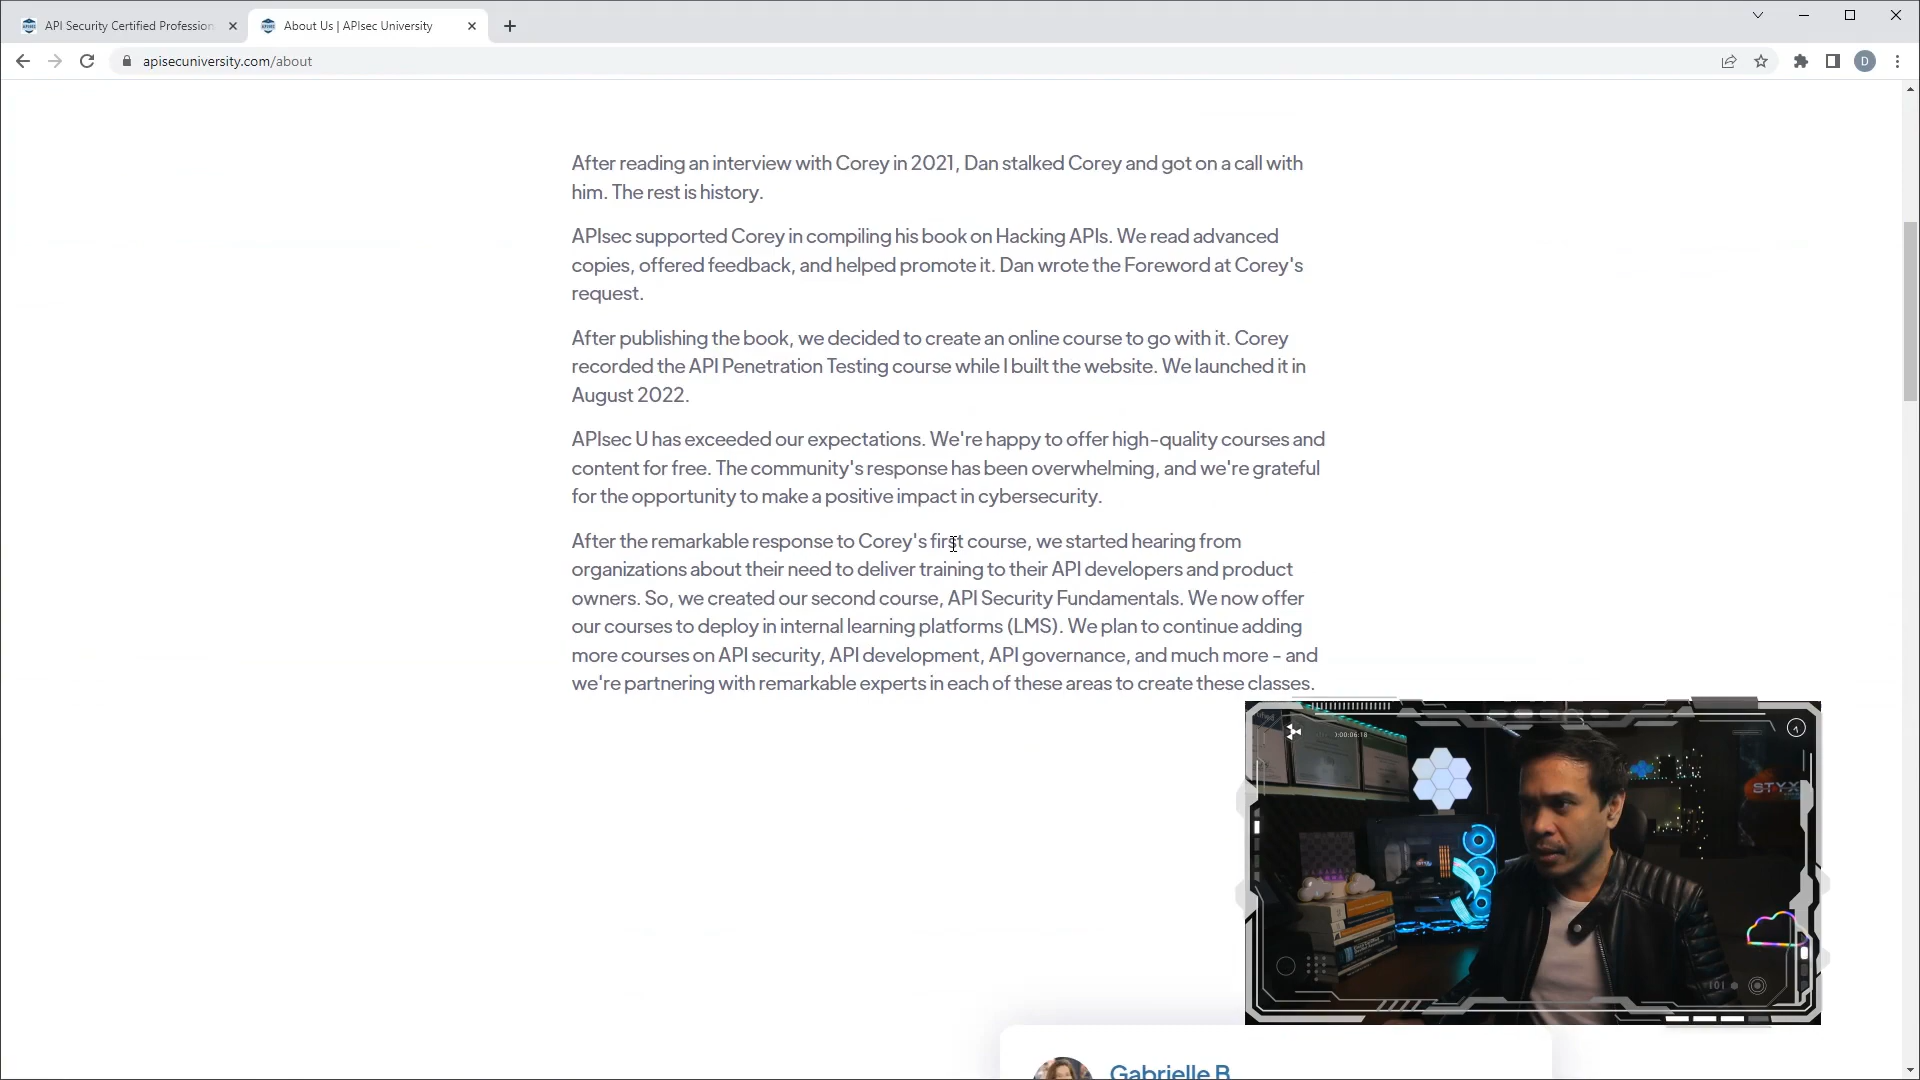 API Security Certified Profession
About Us | APIsec University
apisecuniversity.com/about
D
After reading an interview with Corey in 2021, Dan stalked Corey and got on a call with
him. The rest is history.
APIsec supported Corey in compiling his book on Hacking APIs. We read advanced
copies, offered feedback, and helped promote it. Dan wrote the Foreword at Corey's
request.
After publishing the book, we decided to create an online course to go with it. Corey
recorded the API Penetration Testing course while I built the website. We launched it in
August 2022.
APIsec U has exceeded our expectations. We're happy to offer high-quality courses and
content for free. The community's response has been overwhelming, and we're grateful
for the opportunity to make a positive impact in cybersecurity.
After the remarkable response to Corey's first course, we started hearing from
organizations about their need to deliver training to their API developers and product
owners. So, we created our second course, API Security Fundamentals. We now offer
our courses to deploy in internal learning platforms (LMS). We plan to continue adding
more courses on API security, API development, API governance, and much more - and
we're partnering with remarkable experts in each of these areas to create these classes.
:00:06:18
STYX
101
Gabrielle B